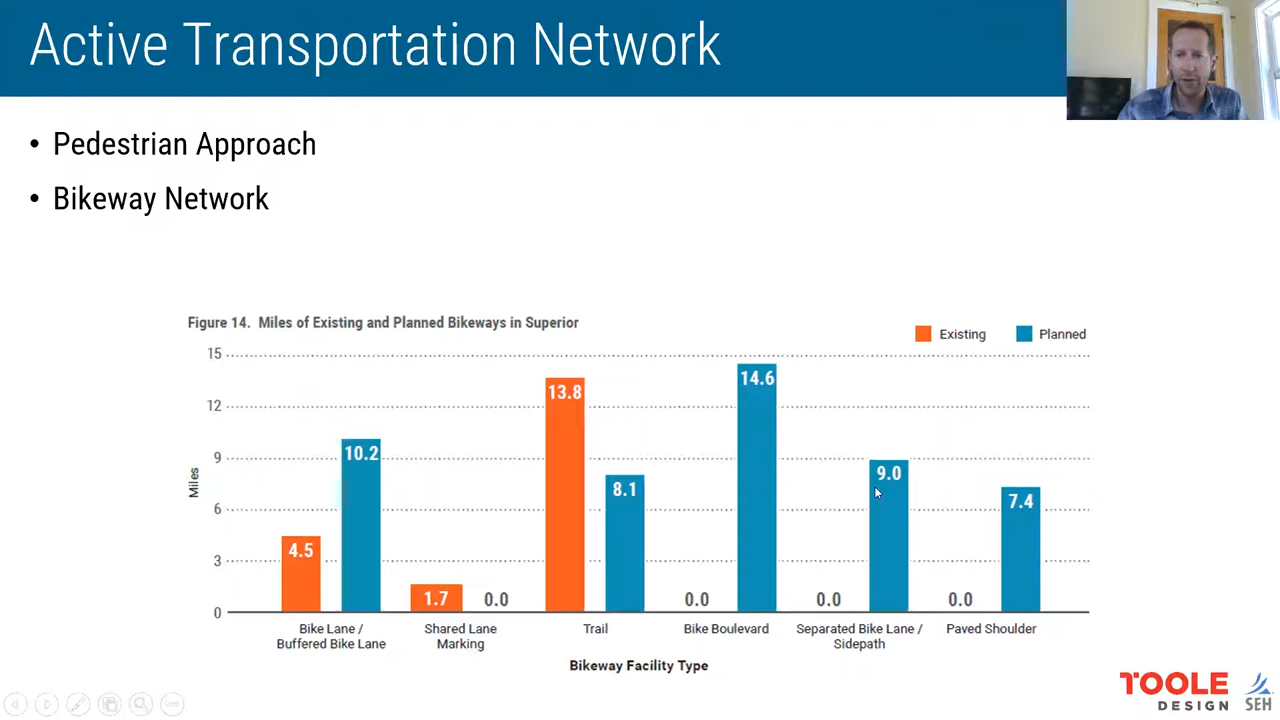 Active Transportation Network
• Pedestrian Approach
• Bikeway Network
Figure 14. Miles of Existing and Planned Bikeways in Superior
Existing Planned
Miles
15
12
9
6
3
0
4.5 10.2 1.7 0.0 13.8 8.1 0.0 14.6 0.0 9.0 0.0 7.4
Bike Lane /
Buffered Bike Lane
Shared Lane
Marking
Trail
Bike Boulevard
Separated Bike Lane /
Sidepath
Paved Shoulder
Bikeway Facility Type
TOOLE
DESIGN
SEH